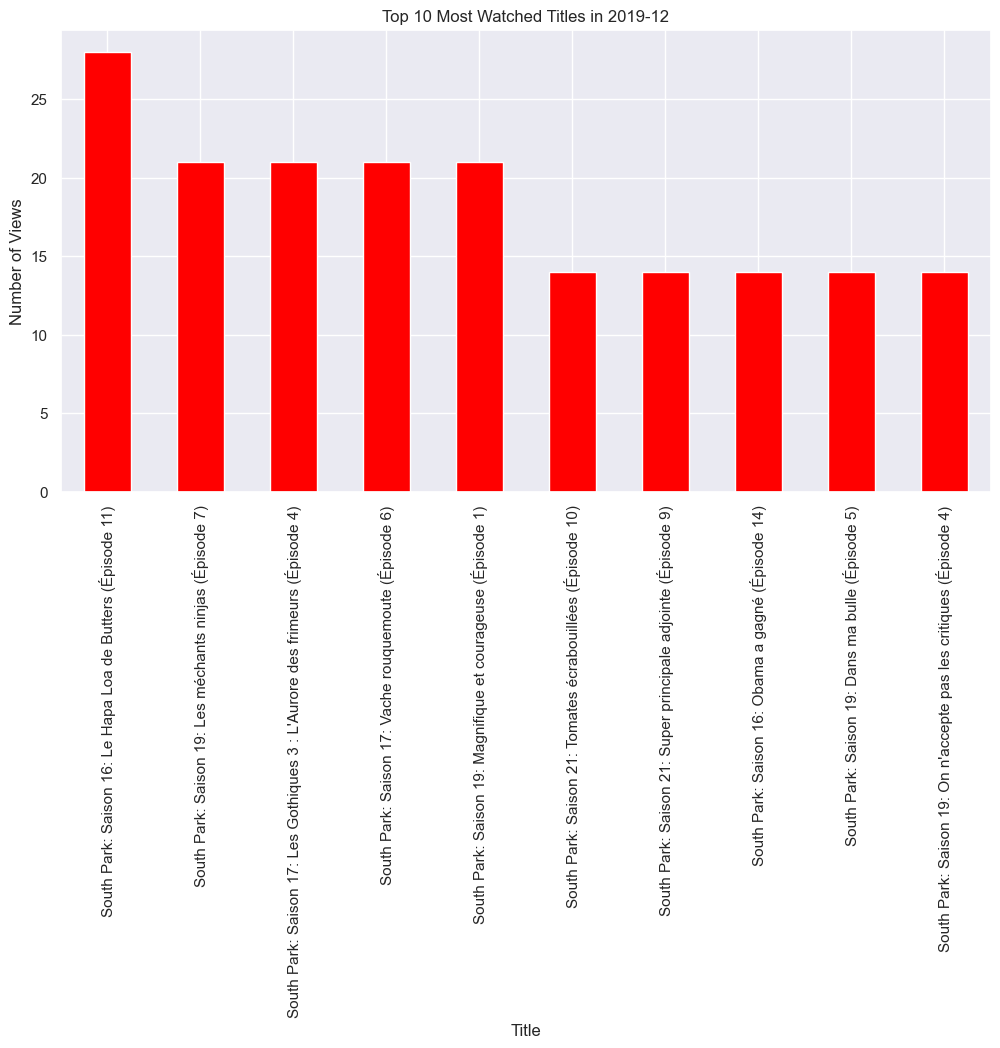 Top 10 Most Watched Titles in 2019-12
Number of Views
25
20
15
10
5
0
South Park: Saison 16: Le Hapa Loa de Butters (Épisode 11)
South Park: Saison 19: Les méchants ninjas (Épisode 7)
South Park: Saison 17: Les Gothiques 3 : L'Aurore des frimeurs (Épisode 4)
South Park: Saison 17: Vache rouquemoute (Épisode 6)
South Park: Saison 19: Magnifique et courageuse (Épisode 1)
South Park: Saison 21: Tomates écrabouillées (Épisode 10)
South Park: Saison 21: Super principale adjointe (Épisode 9)
South Park: Saison 16: Obama a gagné (Épisode 14)
South Park: Saison 19: Dans ma bulle (Épisode 5)
South Park: Saison 19: On n'accepte pas les critiques (Épisode 4)
Title